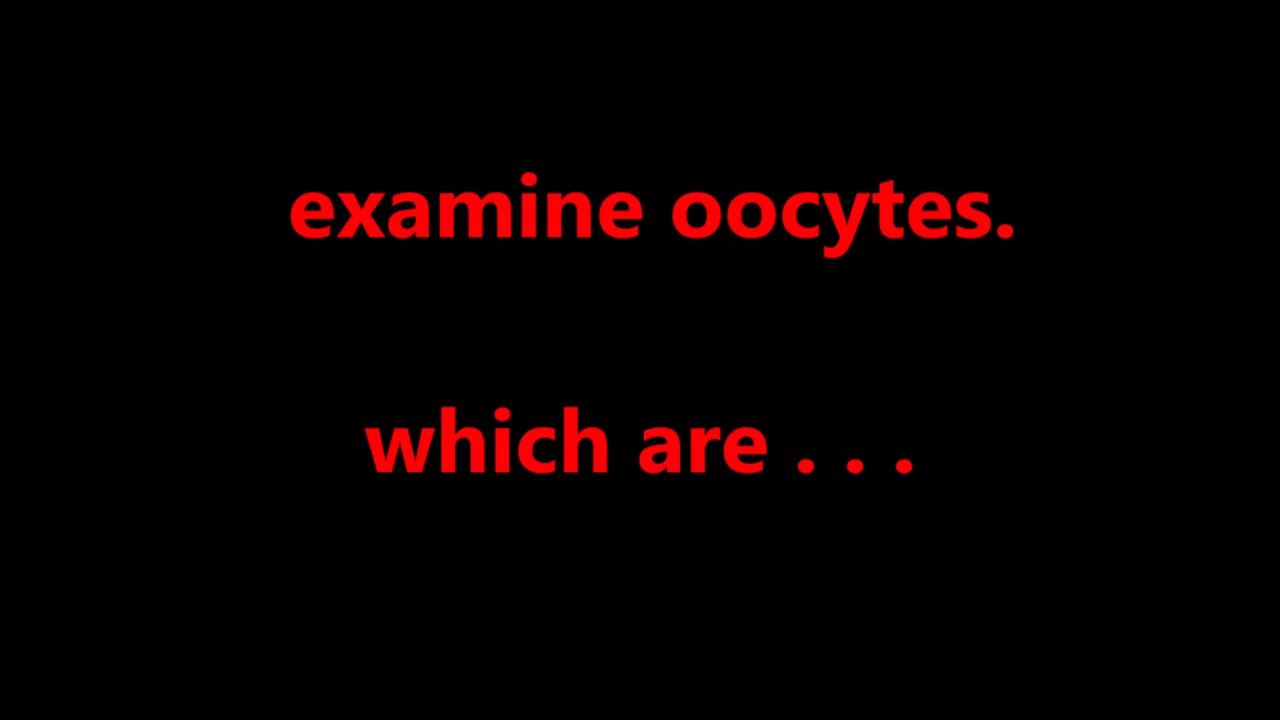 examine oocytes.
which are . . .